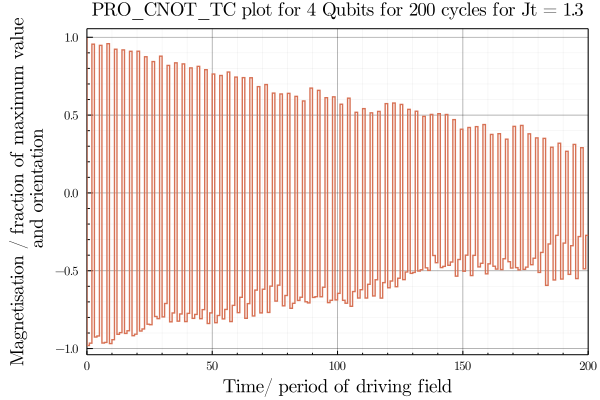 PRO_CNOT_TC plot for 4 Qubits for 200 cycles for Jt = 1.3
Magnetisation / fraction of maximum value
and orientation
1.0
0.5
0.0
−0.5
−1.0
0
50
100
150
200
Time/ period of driving field